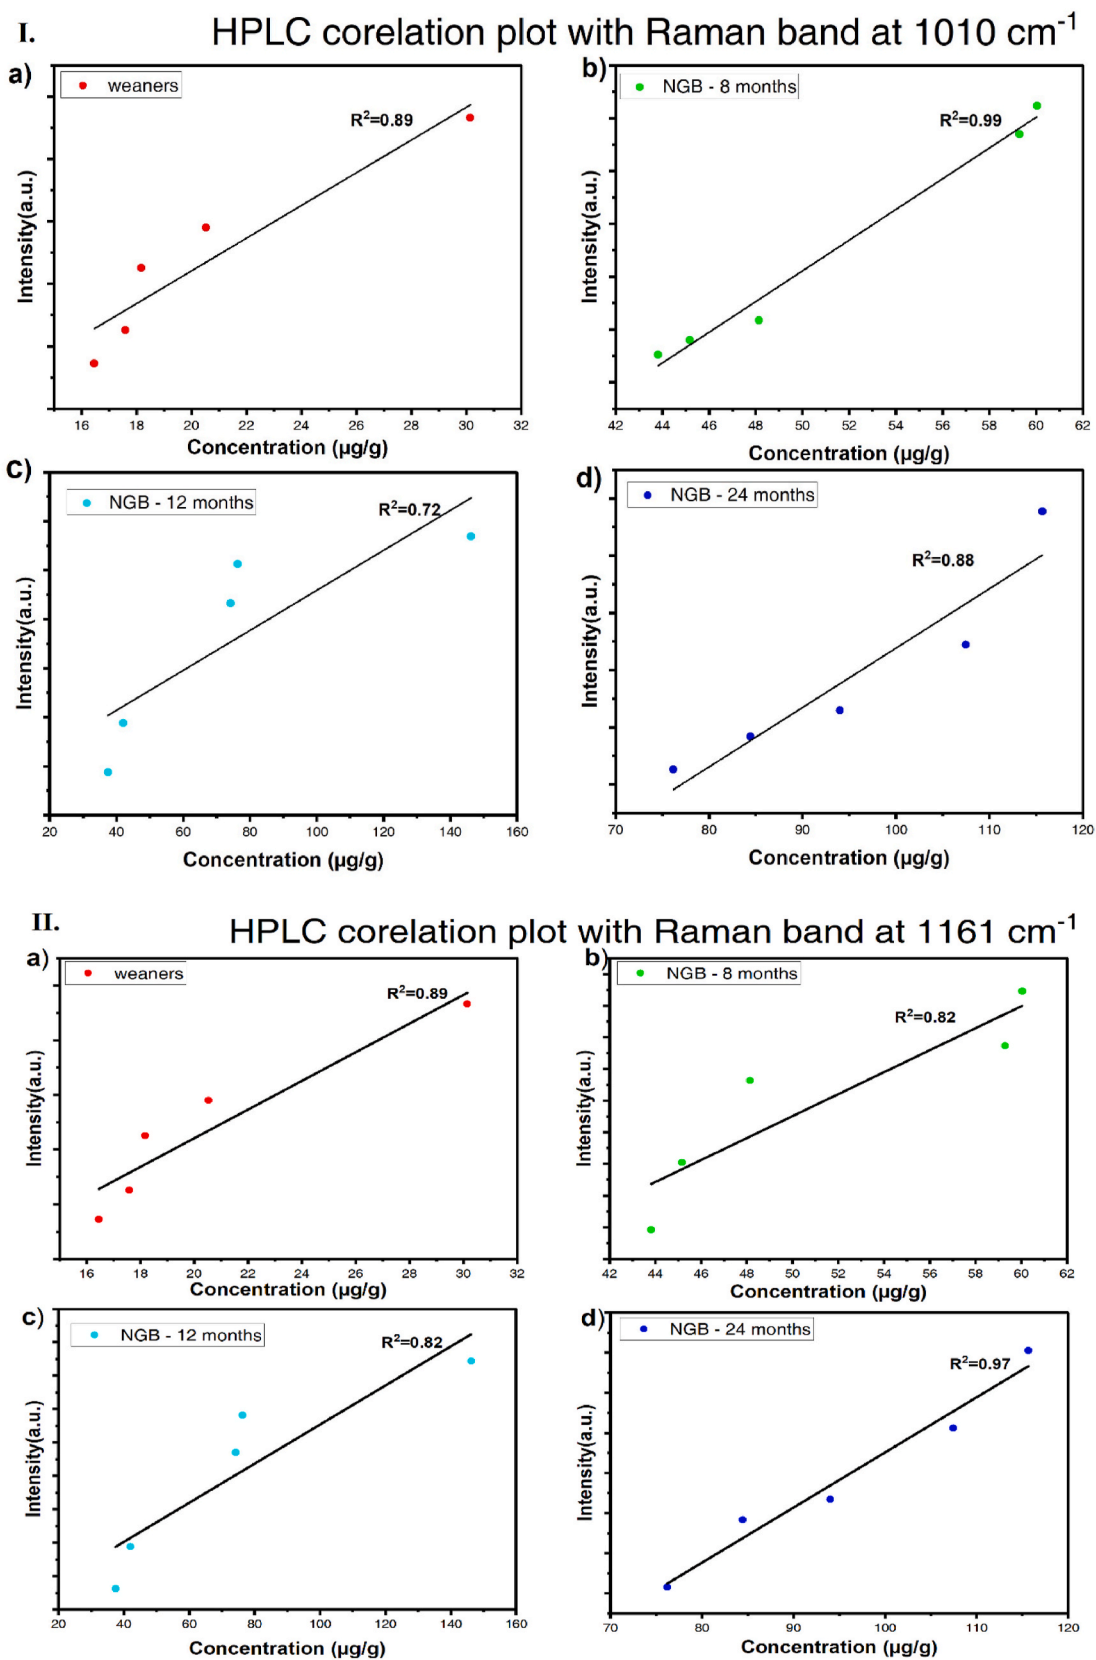 I.
HPLC corelation plot with Raman band at 1010 cm⁻¹
a)
weaners
R²=0.89
Intensity(a.u.)
16 18 20 22 24 26 28 30 32
Concentration (µg/g)
b)
NGB - 8 months
R²=0.99
Intensity(a.u.)
42 44 46 48 50 52 54 56 58 60 62
Concentration (µg/g)
c)
NGB - 12 months
R²=0.72
Intensity(a.u.)
20 40 60 80 100 120 140 160
Concentration (µg/g)
d)
NGB - 24 months
R²=0.88
Intensity(a.u.)
70 80 90 100 110 120
Concentration (µg/g)
II.
HPLC corelation plot with Raman band at 1161 cm⁻¹
a)
weaners
R²=0.89
Intensity(a.u.)
16 18 20 22 24 26 28 30 32
Concentration (µg/g)
b)
NGB - 8 months
R²=0.82
Intensity(a.u.)
42 44 46 48 50 52 54 56 58 60 62
Concentration (µg/g)
c)
NGB - 12 months
R²=0.82
Intensity(a.u.)
20 40 60 80 100 120 140 160
Concentration (µg/g)
d)
NGB - 24 months
R²=0.97
Intensity(a.u.)
70 80 90 100 110 120
Concentration (µg/g)